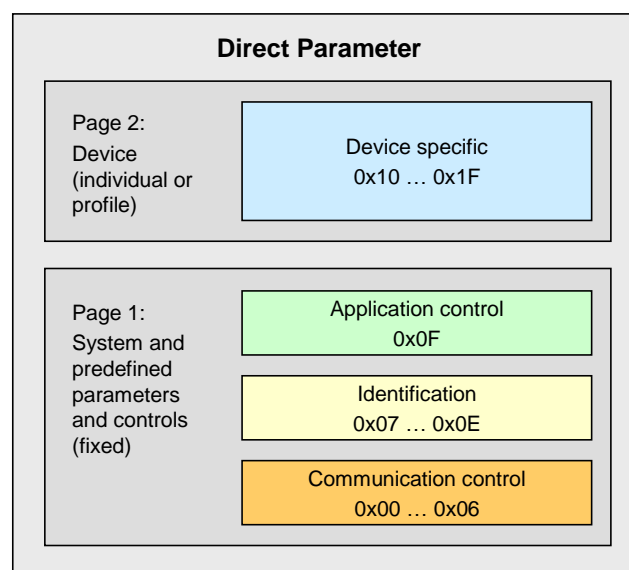 Direct Parameter
Page 2:
Device
(individual or
profile)
Device specific
0x10 … 0x1F
Page 1:
System and
predefined
parameters
and controls
(fixed)
Application control
0x0F
Identification
0x07 … 0x0E
Communication control
0x00 … 0x06